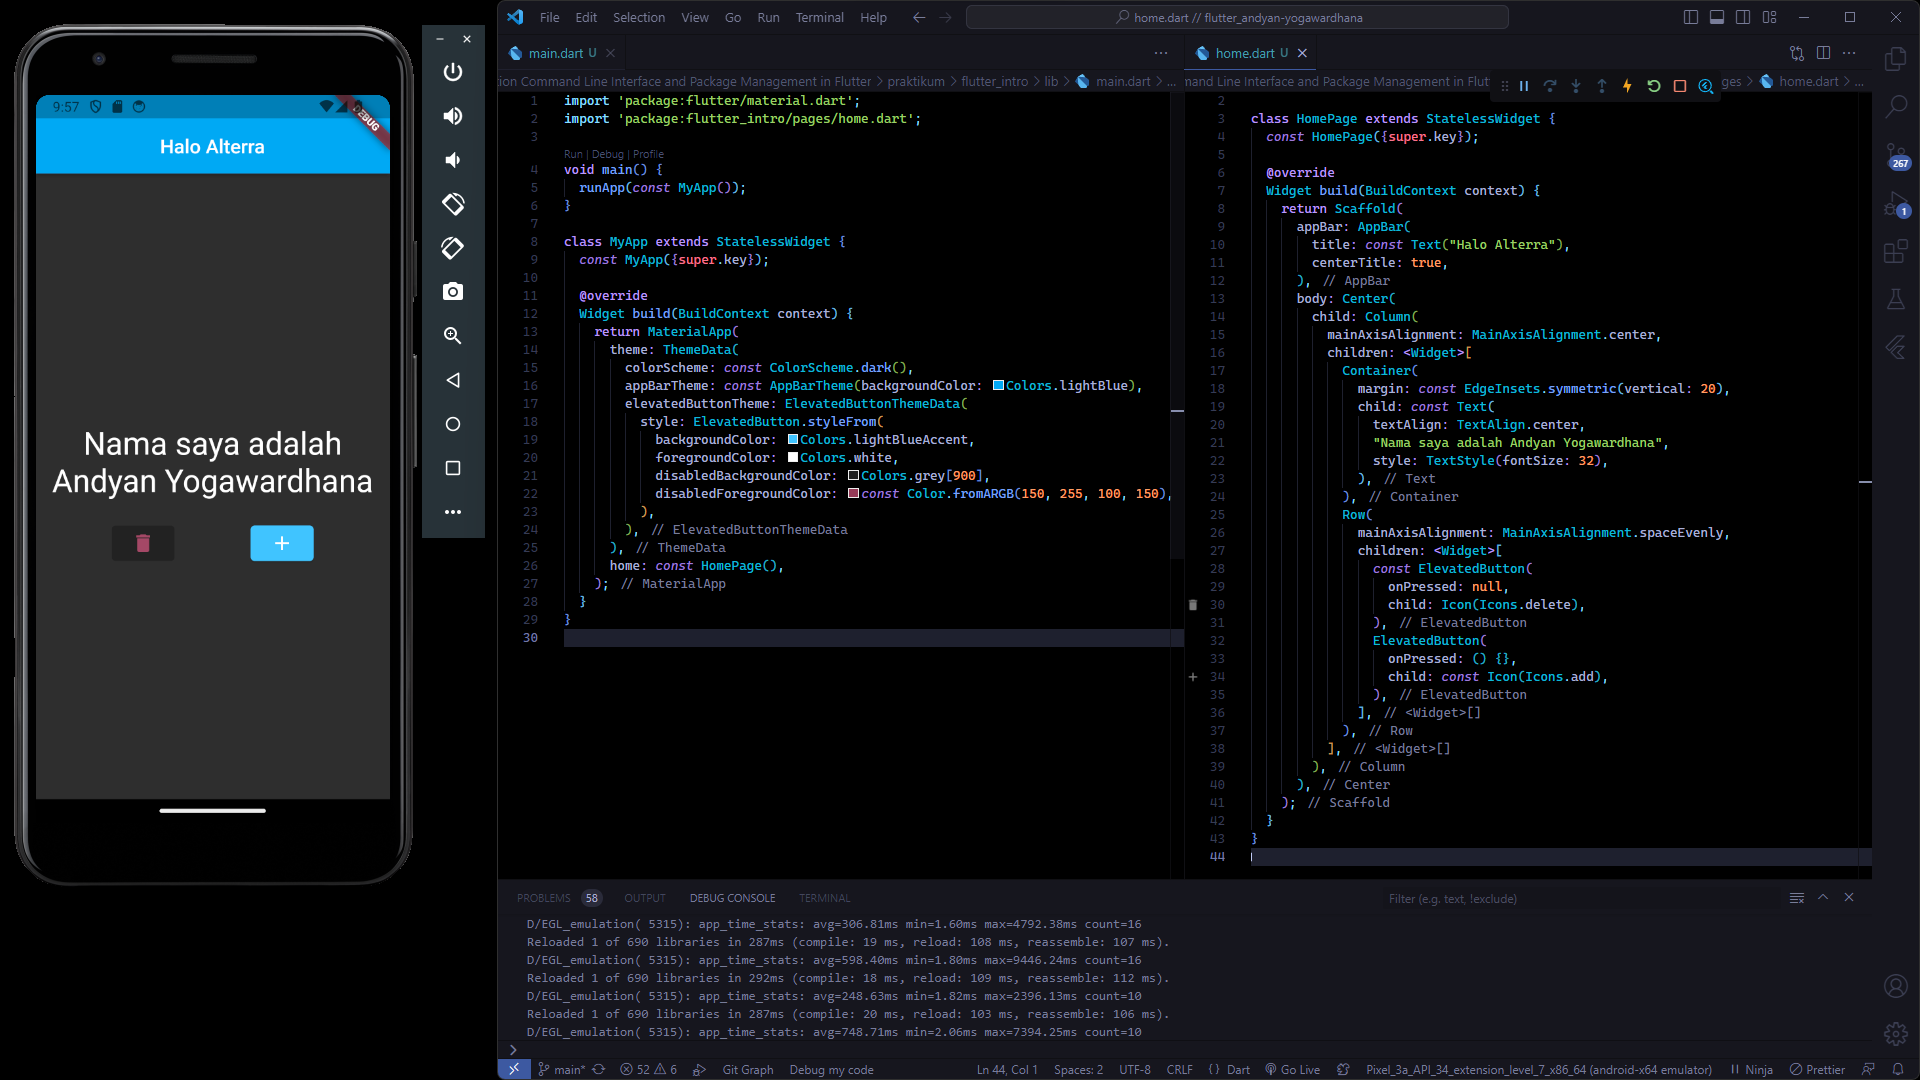 9:57
DEBUG
Halo Alterra
Nama saya adalah
Andyan Yogawardhana
File Edit Selection View Go Run Terminal Help
home.dart // flutter_andyan-yogawardhana
main.dart U
home.dart U
ion Command Line Interface and Package Management in Flutter > praktikum > flutter_intro > lib > main.dart > ...
mand Line Interface and Package Management in Flutter
ges > home.dart > ...
1 import 'package:flutter/material.dart';
2 import 'package:flutter_intro/pages/home.dart';
3
Run | Debug | Profile
4 void main() {
5 runApp(const MyApp());
6 }
7
8 class MyApp extends StatelessWidget {
9 const MyApp({super.key});
10
11 @override
12 Widget build(BuildContext context) {
13 return MaterialApp(
14 theme: ThemeData(
15 colorScheme: const ColorScheme.dark(),
16 appBarTheme: const AppBarTheme(backgroundColor: Colors.lightBlue),
17 elevatedButtonTheme: ElevatedButtonThemeData(
18 style: ElevatedButton.styleFrom(
19 backgroundColor: Colors.lightBlueAccent,
20 foregroundColor: Colors.white,
21 disabledBackgroundColor: Colors.grey[900],
22 disabledForegroundColor: const Color.fromARGB(150, 255, 100, 150),
23 ),
24 ), // ElevatedButtonThemeData
25 ), // ThemeData
26 home: const HomePage(),
27 ); // MaterialApp
28 }
29 }
30
2
3 class HomePage extends StatelessWidget {
4 const HomePage({super.key});
5
6 @override
7 Widget build(BuildContext context) {
8 return Scaffold(
9 appBar: AppBar(
10 title: const Text("Halo Alterra"),
11 centerTitle: true,
12 ), // AppBar
13 body: Center(
14 child: Column(
15 mainAxisAlignment: MainAxisAlignment.center,
16 children: <Widget>[
17 Container(
18 margin: const EdgeInsets.symmetric(vertical: 20),
19 child: const Text(
20 textAlign: TextAlign.center,
21 "Nama saya adalah Andyan Yogawardhana",
22 style: TextStyle(fontSize: 32),
23 ), // Text
24 ), // Container
25 Row(
26 mainAxisAlignment: MainAxisAlignment.spaceEvenly,
27 children: <Widget>[
28 const ElevatedButton(
29 onPressed: null,
30 child: Icon(Icons.delete),
31 ), // ElevatedButton
32 ElevatedButton(
33 onPressed: () {},
34 child: const Icon(Icons.add),
35 ), // ElevatedButton
36 ], // <Widget>[]
37 ), // Row
38 ], // <Widget>[]
39 ), // Column
40 ), // Center
41 ); // Scaffold
42 }
43 }
44
267
1
PROBLEMS 58 OUTPUT DEBUG CONSOLE TERMINAL
Filter (e.g. text, !exclude)
D/EGL_emulation( 5315): app_time_stats: avg=306.81ms min=1.60ms max=4792.38ms count=16
Reloaded 1 of 690 libraries in 287ms (compile: 19 ms, reload: 108 ms, reassemble: 107 ms).
D/EGL_emulation( 5315): app_time_stats: avg=598.40ms min=1.80ms max=9446.24ms count=16
Reloaded 1 of 690 libraries in 292ms (compile: 18 ms, reload: 109 ms, reassemble: 112 ms).
D/EGL_emulation( 5315): app_time_stats: avg=248.63ms min=1.82ms max=2396.13ms count=10
Reloaded 1 of 690 libraries in 287ms (compile: 20 ms, reload: 103 ms, reassemble: 106 ms).
D/EGL_emulation( 5315): app_time_stats: avg=748.71ms min=2.06ms max=7394.25ms count=10
main* 52 6 Git Graph Debug my code Ln 44, Col 1 Spaces: 2 UTF-8 CRLF { } Dart Go Live Pixel_3a_API_34_extension_level_7_x86_64 (android-x64 emulator) Ninja Prettier